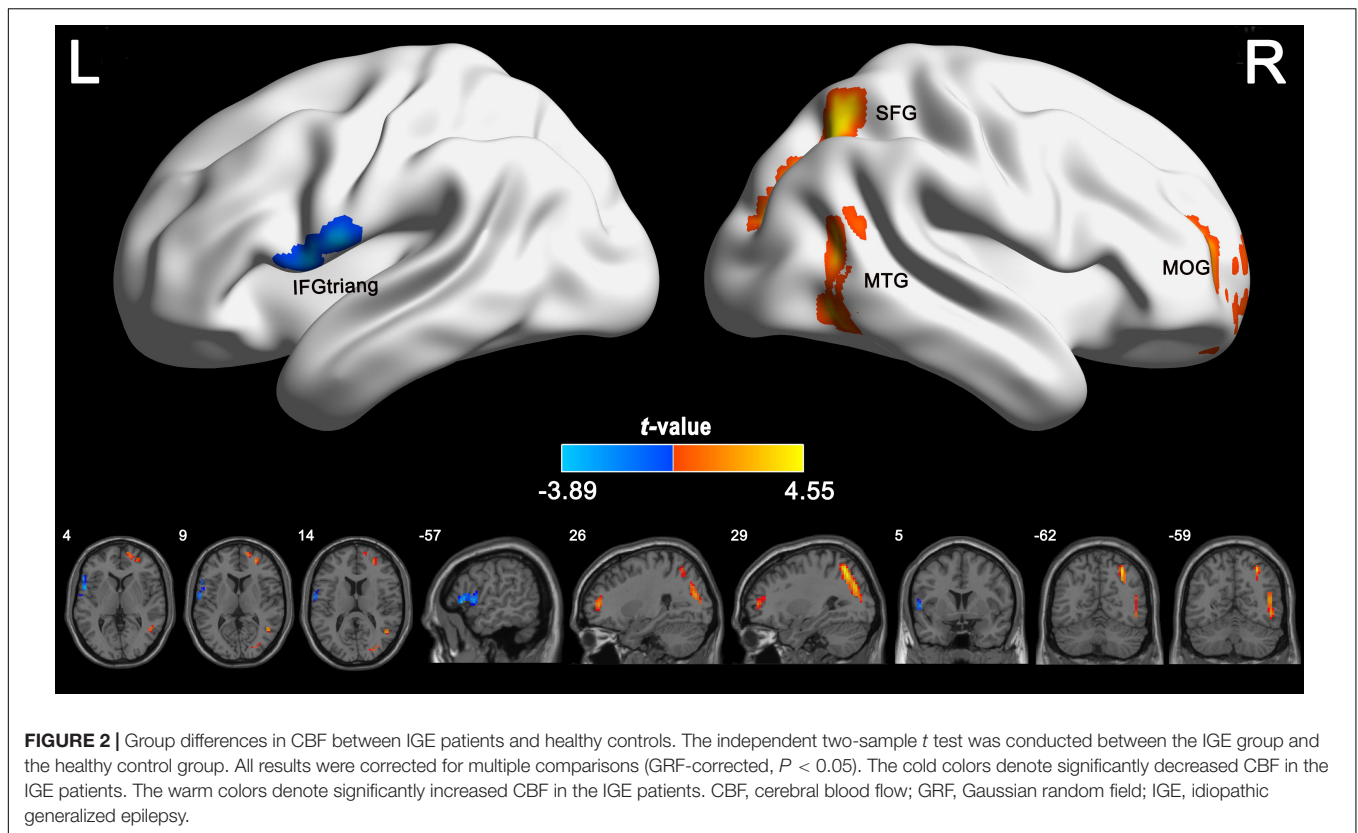 L
R
SFG
IFGtriang
MTG
MOG
t-value
-3.89 4.55
4 9 14 -57 26 29 5 -62 -59
FIGURE 2 | Group differences in CBF between IGE patients and healthy controls. The independent two-sample t test was conducted between the IGE group and
the healthy control group. All results were corrected for multiple comparisons (GRF-corrected, P < 0.05). The cold colors denote significantly decreased CBF in the
IGE patients. The warm colors denote significantly increased CBF in the IGE patients. CBF, cerebral blood flow; GRF, Gaussian random field; IGE, idiopathic
generalized epilepsy.